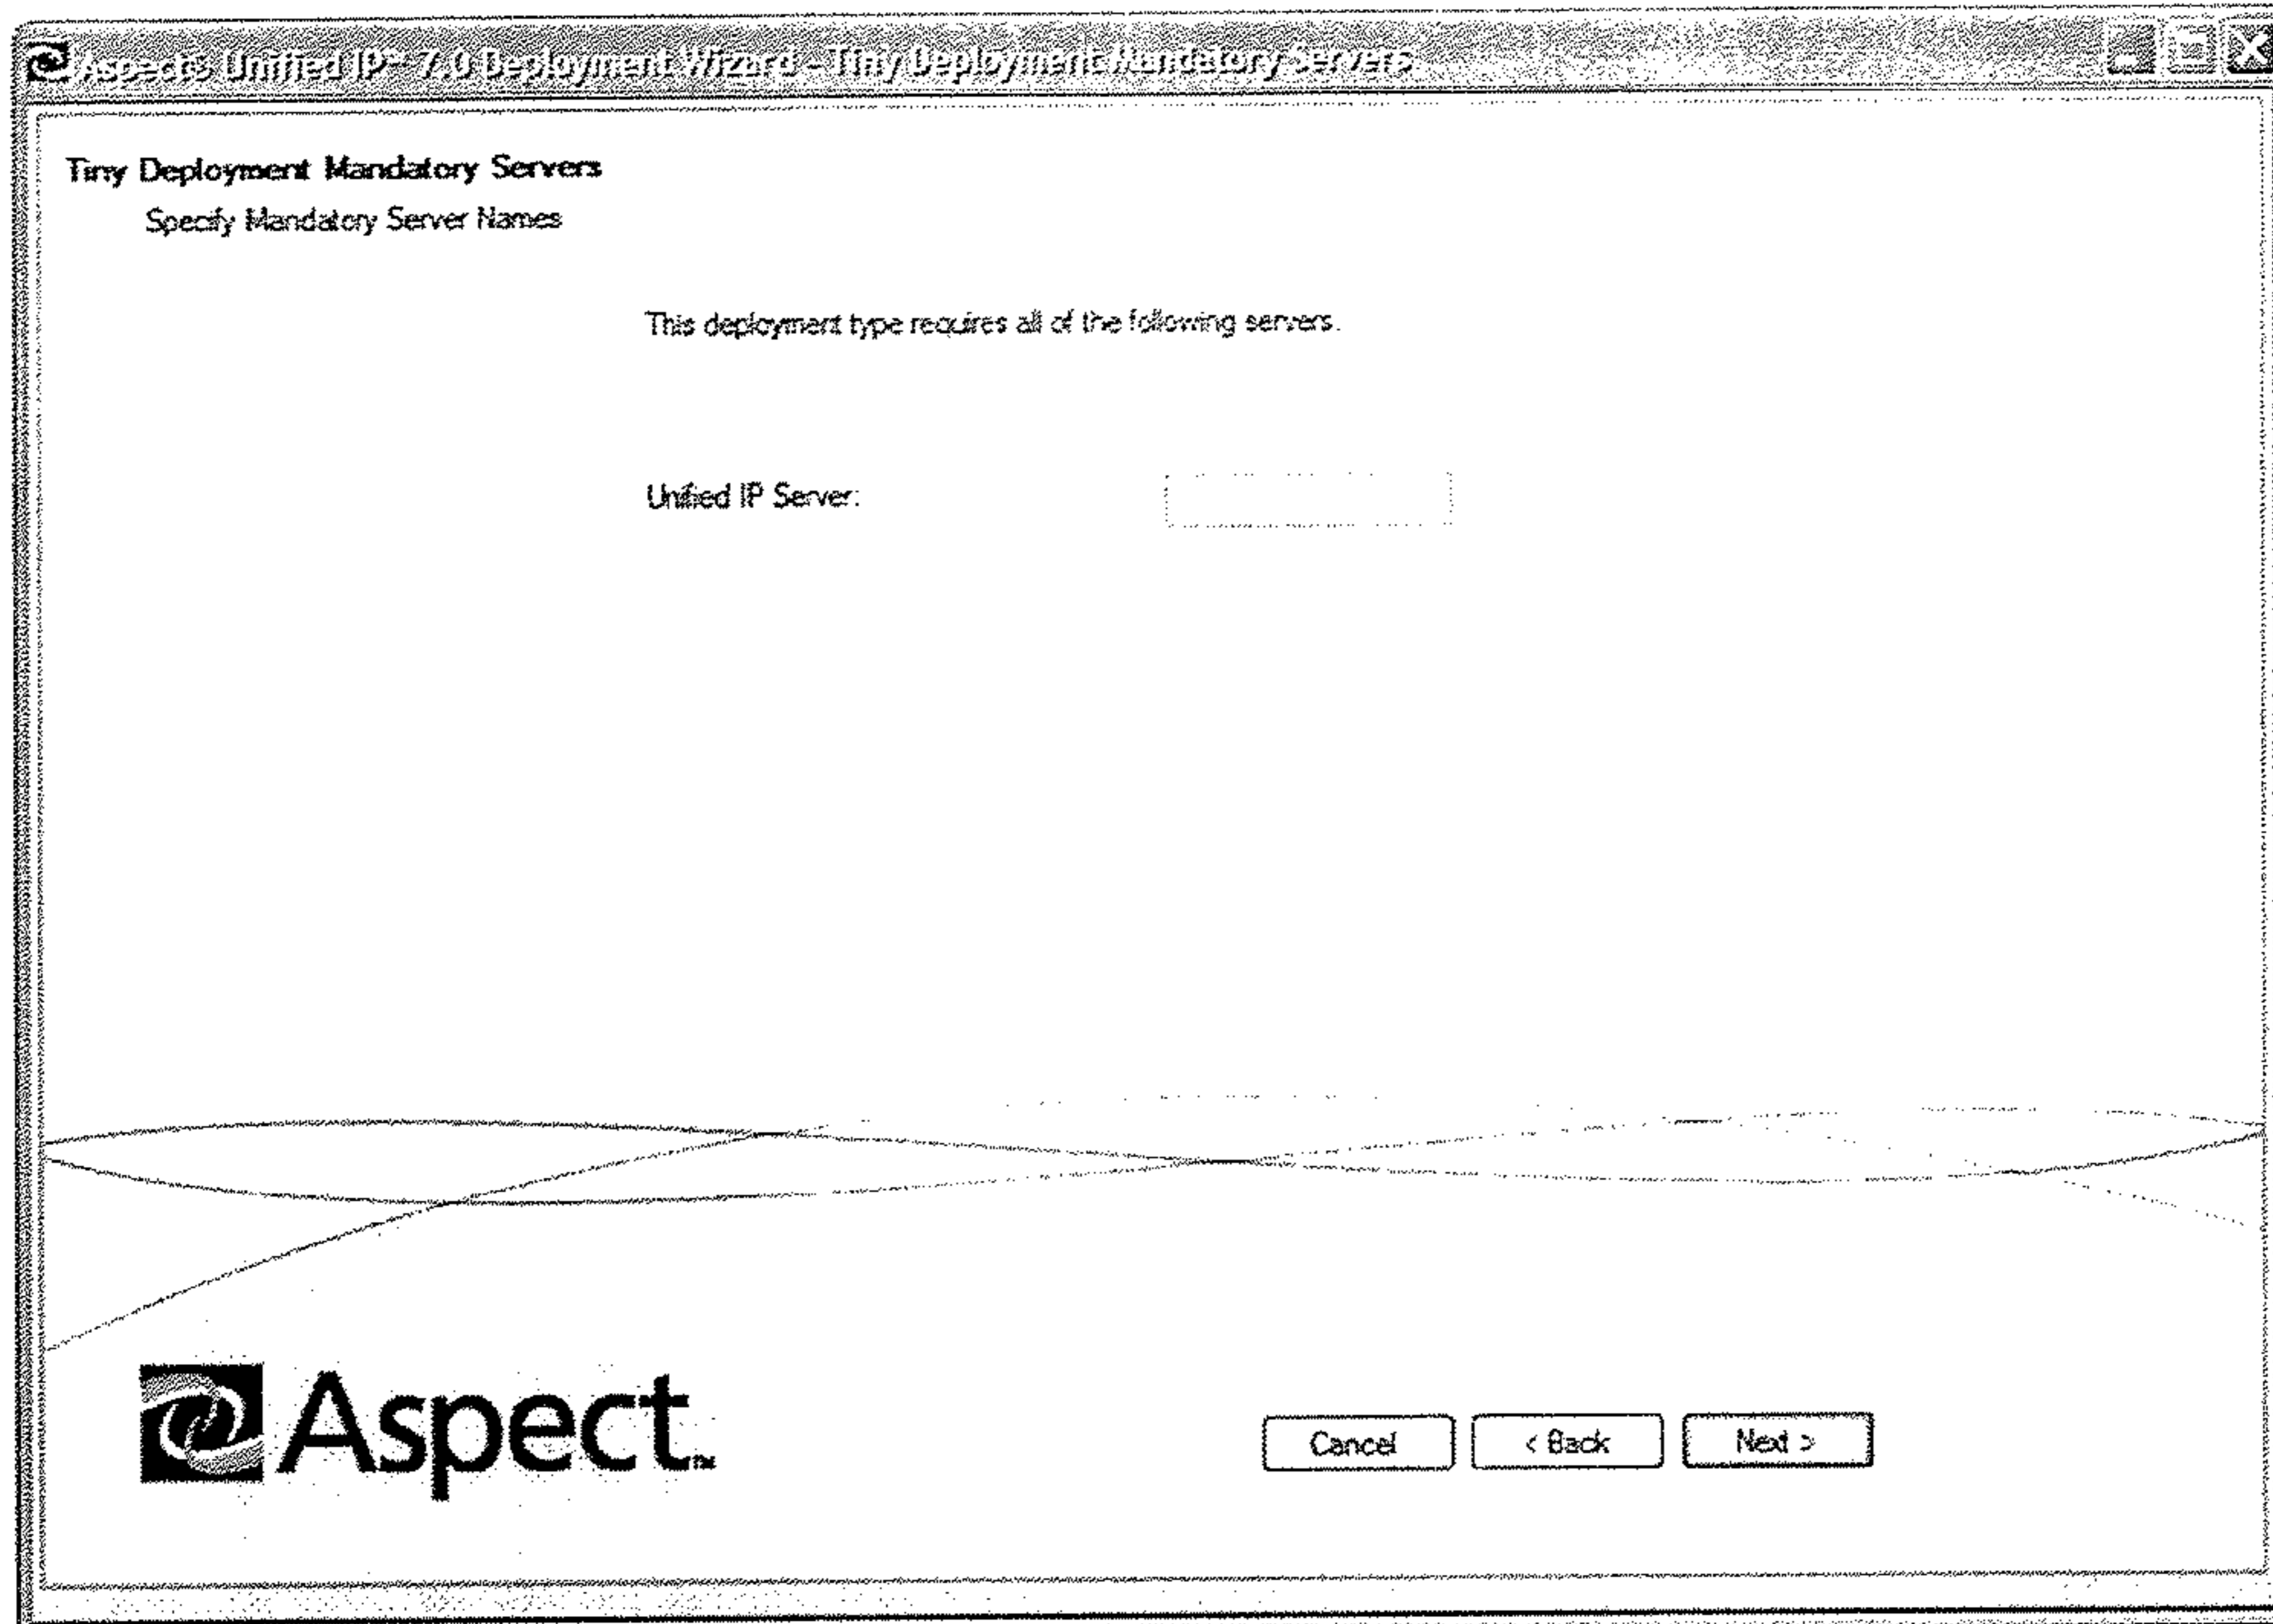 Aspect® Unified IP™ 7.0 Deployment Wizard - Tiny Deployment Mandatory Servers
Tiny Deployment Mandatory Servers
Specify Mandatory Server Names
This deployment type requires all of the following servers.
Unified IP Server:
Aspect™
Cancel
< Back
Next >